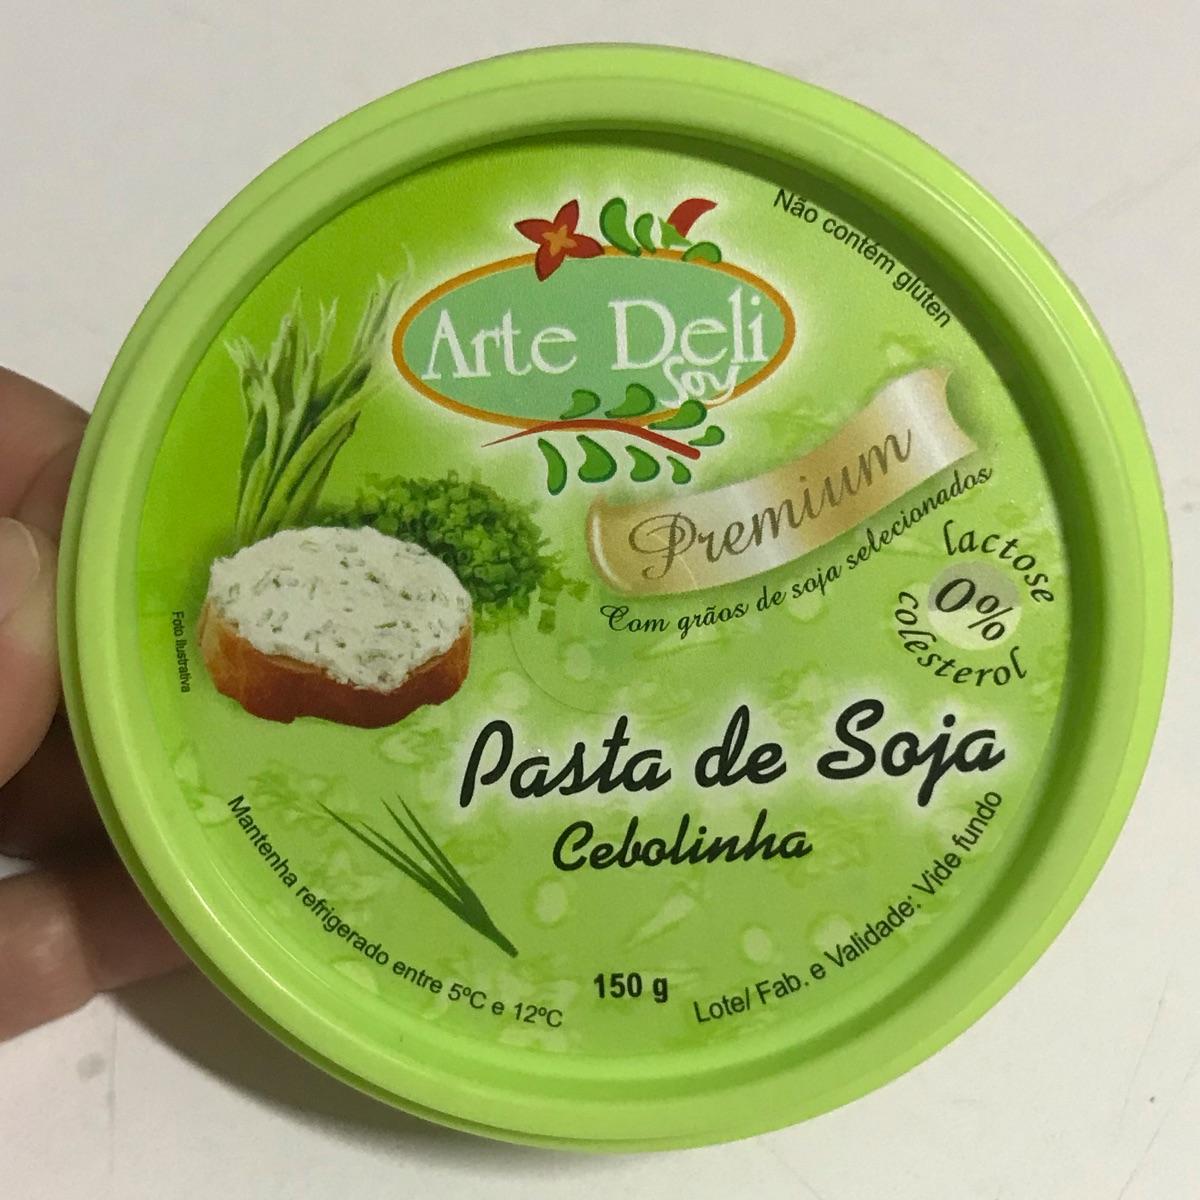 Não contém glúten
Arte Deli
Soy
Premium
Com grãos de soja selecionados
lactose
0%
colesterol
Foto Ilustrativa
Pasta de Soja
Cebolinha
Mantenha refrigerado entre 5ºC e 12ºC
150 g
Lote/ Fab. e Validade: Vide fundo